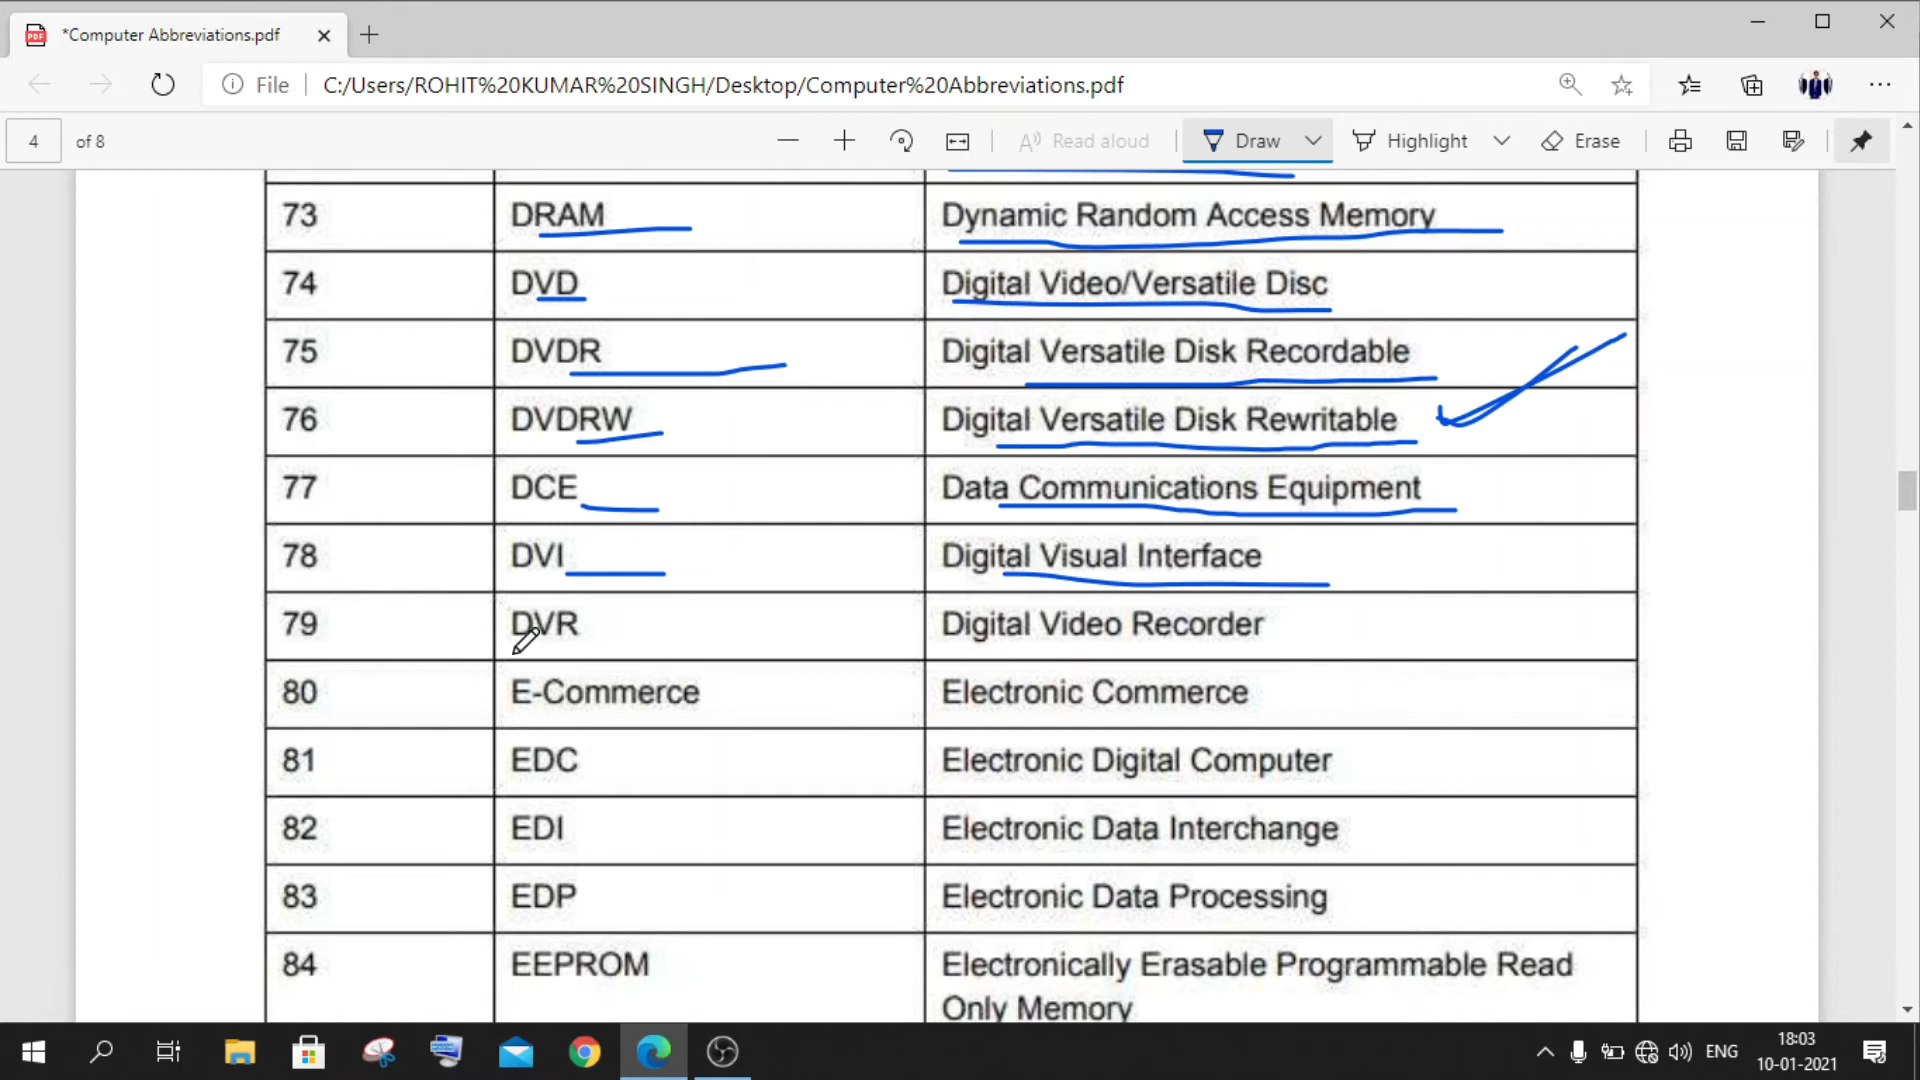 *Computer Abbreviations.pdf
File C:/Users/ROHIT%20KUMAR%20SINGH/Desktop/Computer%20Abbreviations.pdf
4 of 8 Read aloud Draw Highlight Erase
73 DRAM Dynamic Random Access Memory
74 DVD Digital Video/Versatile Disc
75 DVDR Digital Versatile Disk Recordable
76 DVDRW Digital Versatile Disk Rewritable
77 DCE Data Communications Equipment
78 DVI Digital Visual Interface
79 DVR Digital Video Recorder
80 E-Commerce Electronic Commerce
81 EDC Electronic Digital Computer
82 EDI Electronic Data Interchange
83 EDP Electronic Data Processing
84 EEPROM Electronically Erasable Programmable Read
Only Memory
ENG 18:03
10-01-2021